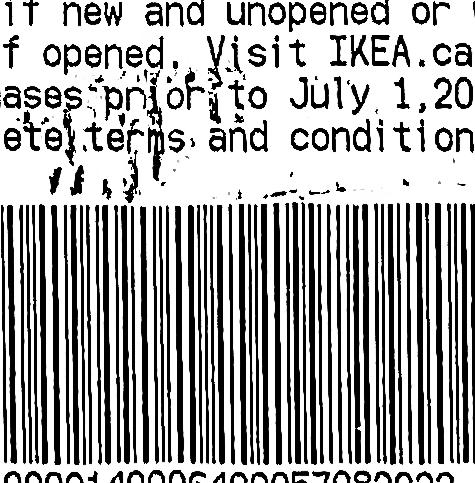 if new and unopened or
f opened. Visit IKEA.ca
ases prior to July 1,20
ete terms and condition